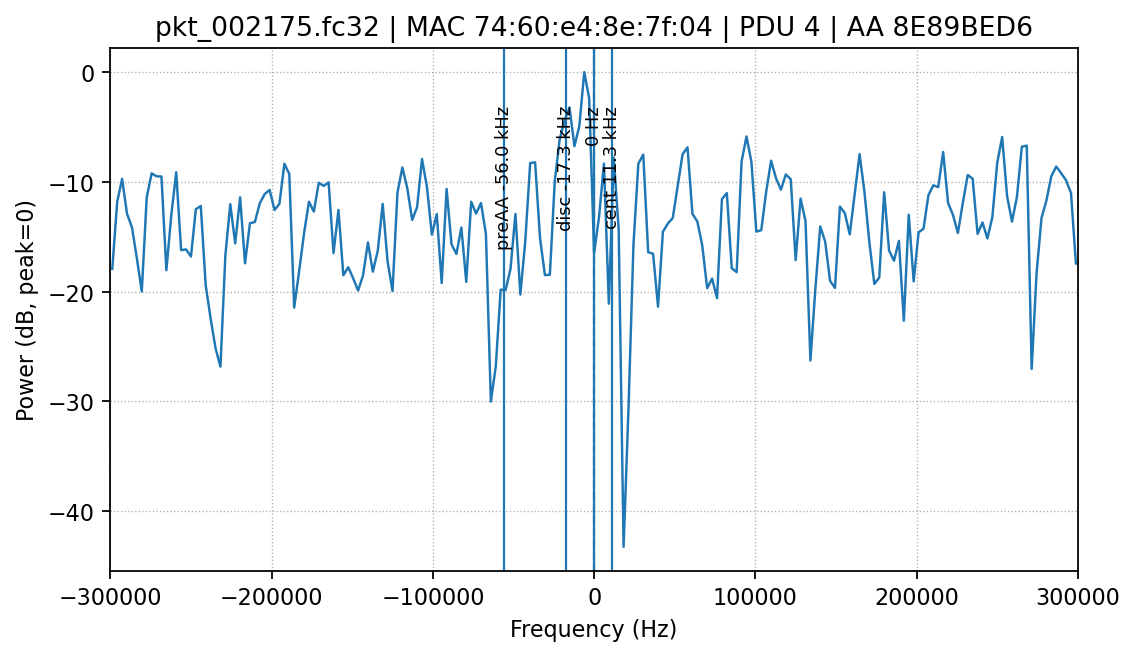 pkt_002175.fc32 | MAC 74:60:e4:8e:7f:04 | PDU 4 | AA 8E89BED6
Power (dB, peak=0)
0
−10
−20
−30
−40
preAA -56.0 kHz
disc -17.3 kHz
0 Hz
cent 11.3 kHz
−300000
−200000
−100000
0
100000
200000
300000
Frequency (Hz)